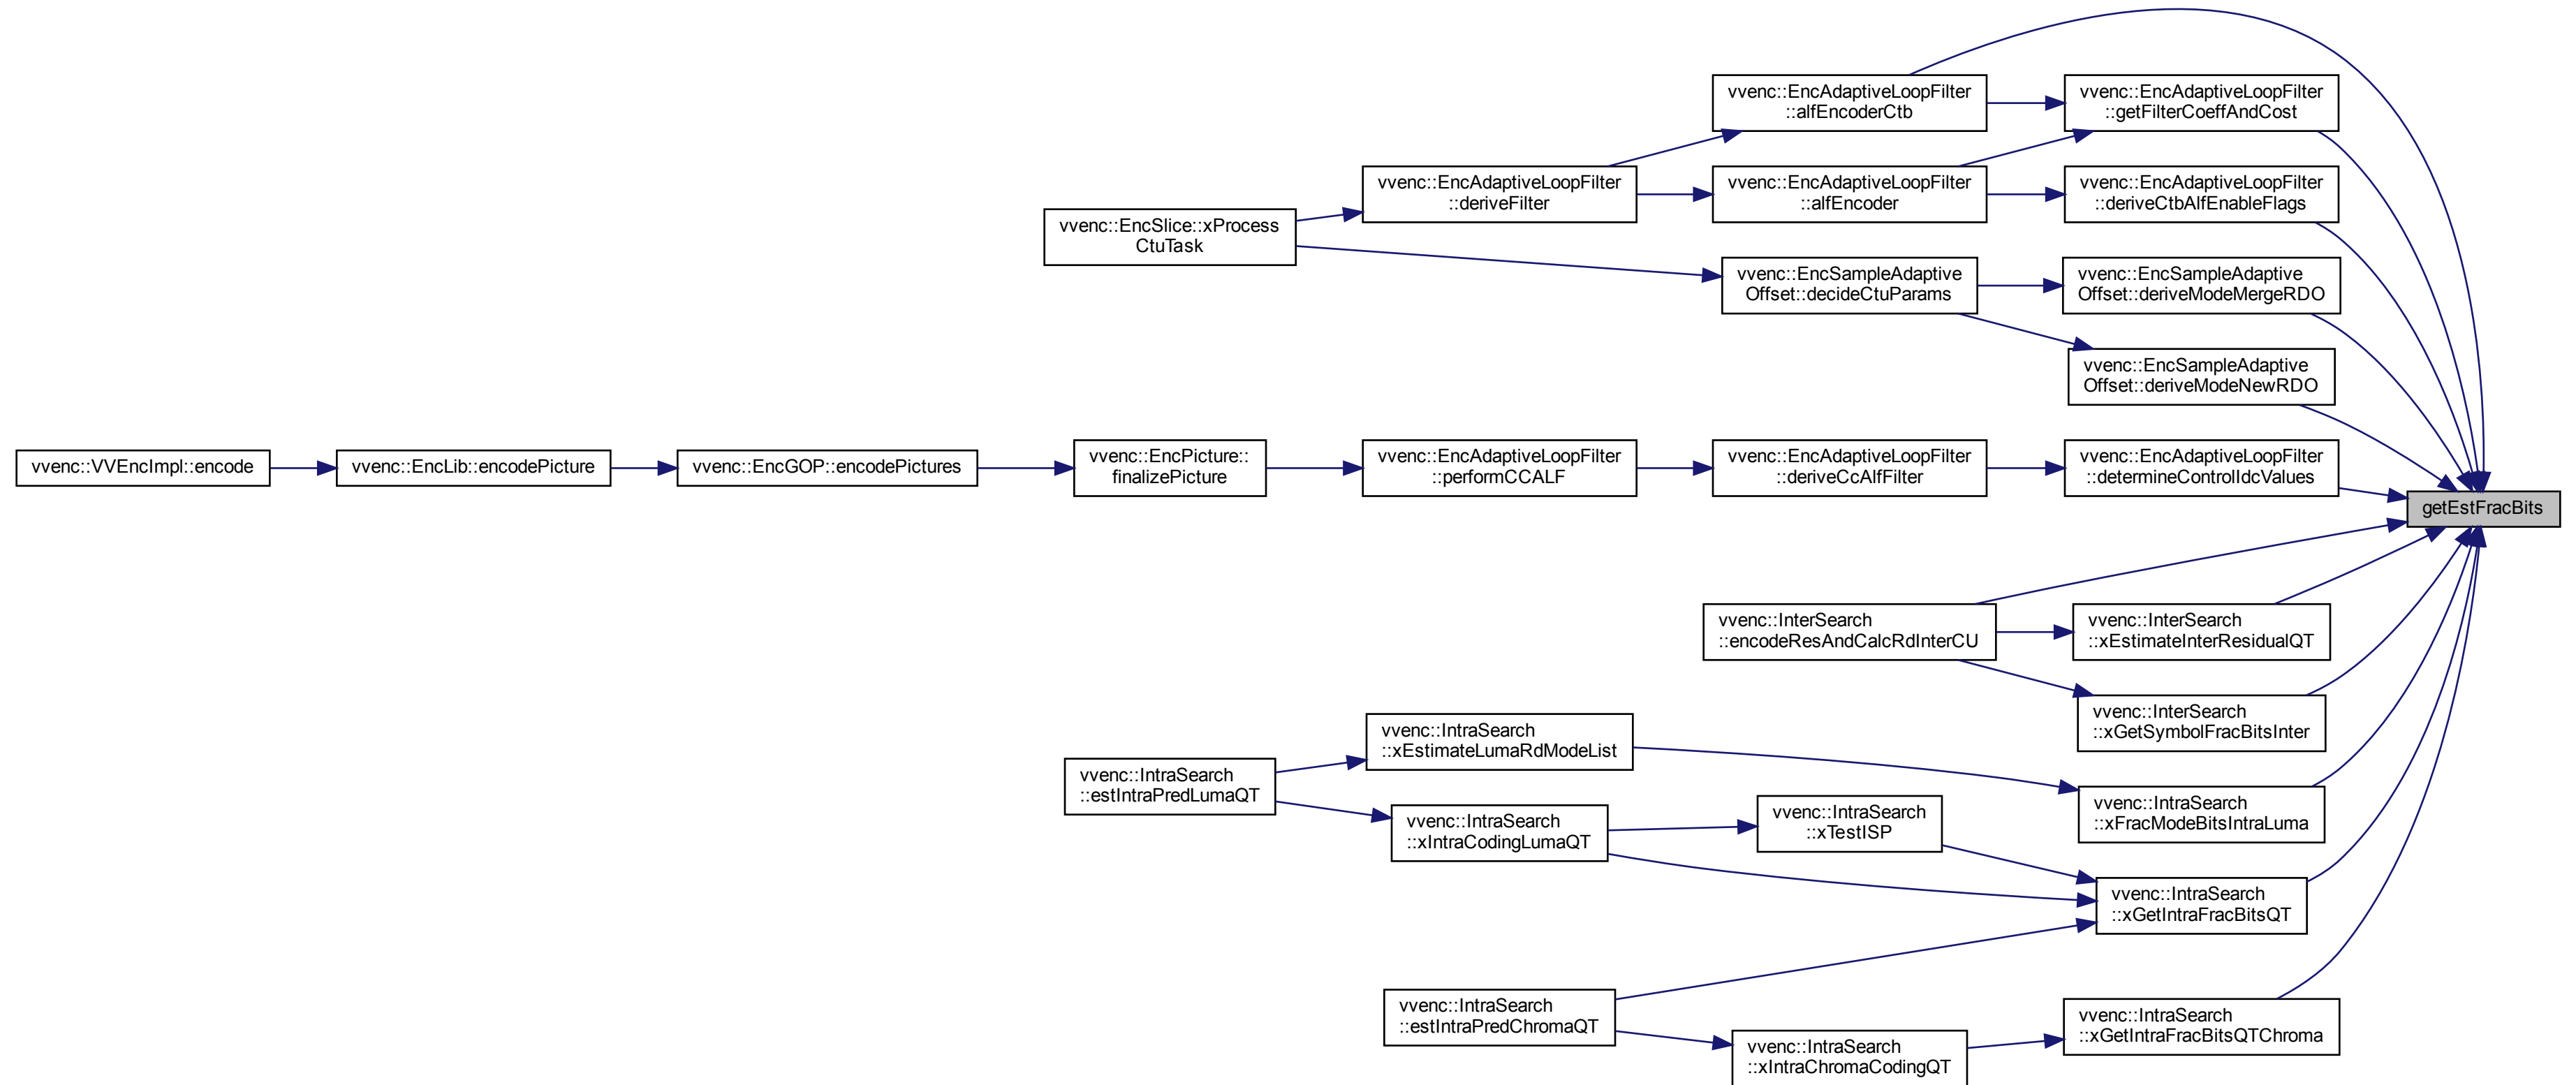 vvenc::EncAdaptiveLoopFilter
::alfEncoderCtb
vvenc::EncAdaptiveLoopFilter
::getFilterCoeffAndCost
vvenc::EncAdaptiveLoopFilter
::deriveFilter
vvenc::EncAdaptiveLoopFilter
::alfEncoder
vvenc::EncAdaptiveLoopFilter
::deriveCtbAlfEnableFlags
vvenc::EncSlice::xProcess
CtuTask
vvenc::EncSampleAdaptive
Offset::decideCtuParams
vvenc::EncSampleAdaptive
Offset::deriveModeMergeRDO
vvenc::EncSampleAdaptive
Offset::deriveModeNewRDO
vvenc::VVEncImpl::encode
vvenc::EncLib::encodePicture
vvenc::EncGOP::encodePictures
vvenc::EncPicture::
finalizePicture
vvenc::EncAdaptiveLoopFilter
::performCCALF
vvenc::EncAdaptiveLoopFilter
::deriveCcAlfFilter
vvenc::EncAdaptiveLoopFilter
::determineControlIdcValues
getEstFracBits
vvenc::InterSearch
::encodeResAndCalcRdInterCU
vvenc::InterSearch
::xEstimateInterResidualQT
vvenc::InterSearch
::xGetSymbolFracBitsInter
vvenc::IntraSearch
::xEstimateLumaRdModeList
vvenc::IntraSearch
::estIntraPredLumaQT
vvenc::IntraSearch
::xIntraCodingLumaQT
vvenc::IntraSearch
::xTestISP
vvenc::IntraSearch
::xFracModeBitsIntraLuma
vvenc::IntraSearch
::xGetIntraFracBitsQT
vvenc::IntraSearch
::estIntraPredChromaQT
vvenc::IntraSearch
::xIntraChromaCodingQT
vvenc::IntraSearch
::xGetIntraFracBitsQTChroma